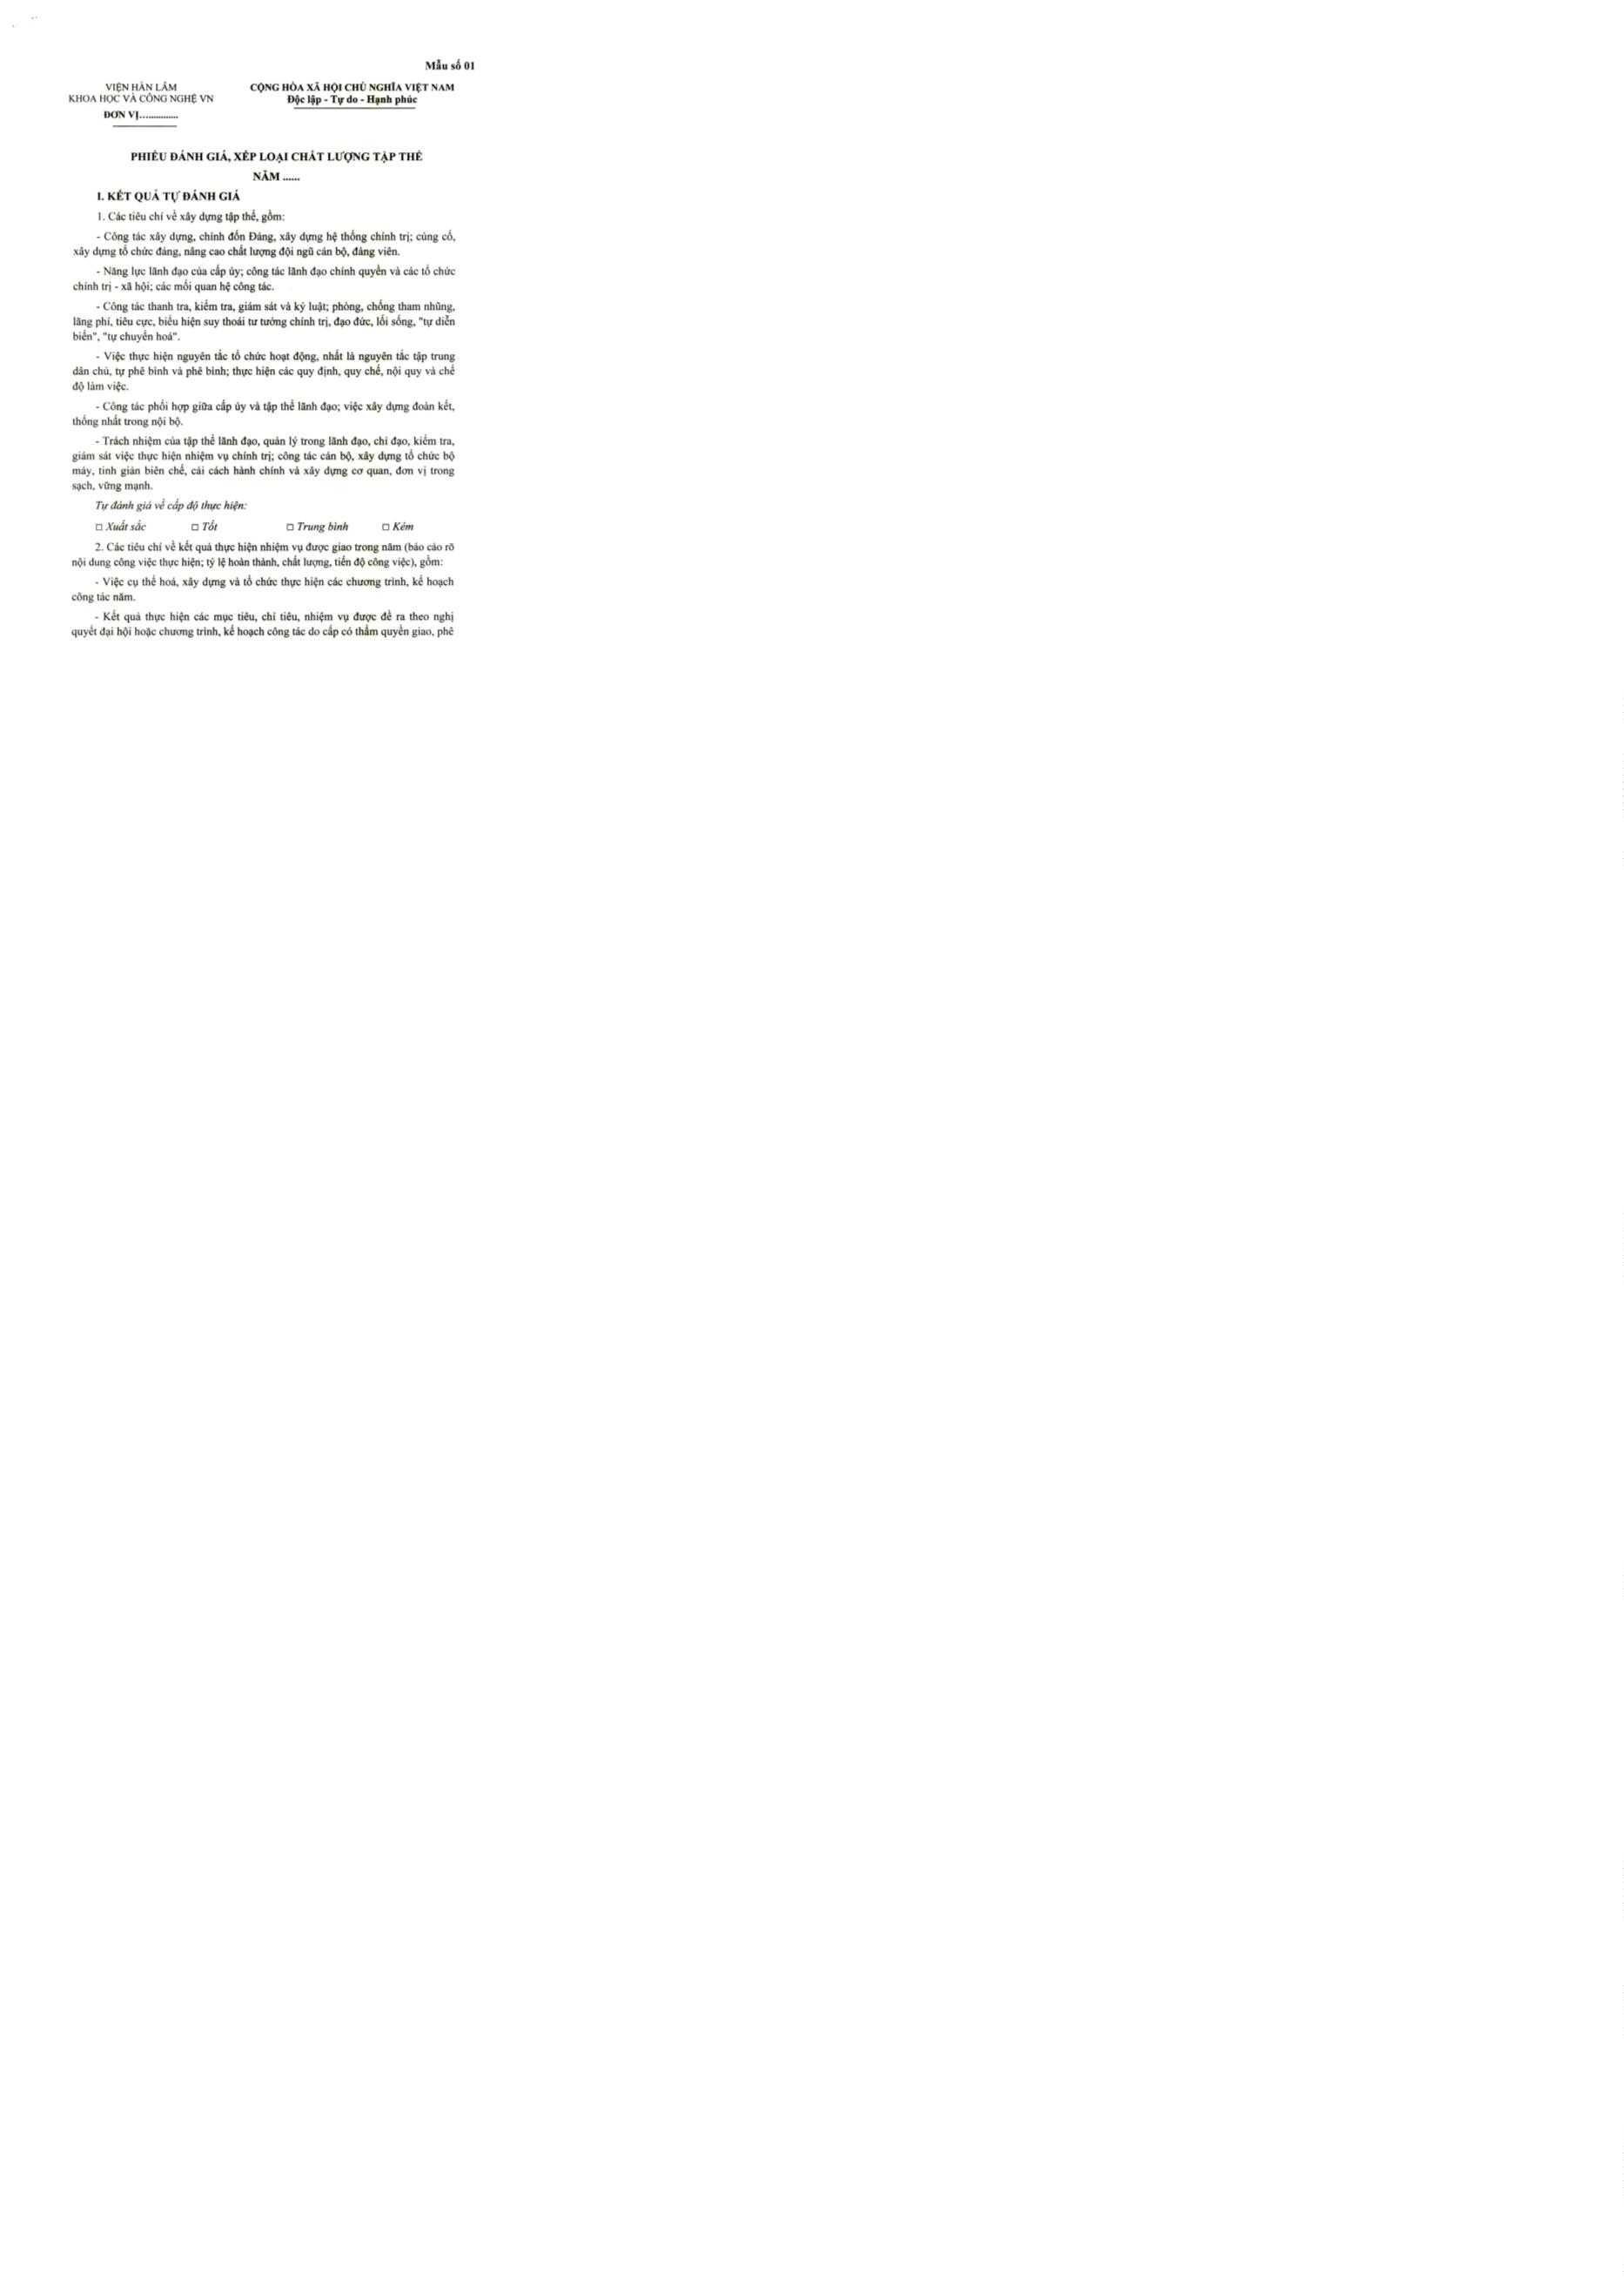 Mẫu số 01
VIỆN HÀN LÂM
KHOA HỌC VÀ CÔNG NGHỆ VN
ĐƠN VỊ..............
CỘNG HÒA XÃ HỘI CHỦ NGHĨA VIỆT NAM
Độc lập - Tự do - Hạnh phúc
PHIẾU ĐÁNH GIÁ, XẾP LOẠI CHẤT LƯỢNG TẬP THỂ
NĂM ......
I. KẾT QUẢ TỰ ĐÁNH GIÁ
1. Các tiêu chí về xây dựng tập thể, gồm:
- Công tác xây dựng, chỉnh đốn Đảng, xây dựng hệ thống chính trị; củng cố,
xây dựng tổ chức đảng, nâng cao chất lượng đội ngũ cán bộ, đảng viên.
- Năng lực lãnh đạo của cấp ủy; công tác lãnh đạo chính quyền và các tổ chức
chính trị - xã hội; các mối quan hệ công tác.
- Công tác thanh tra, kiểm tra, giám sát và kỷ luật; phòng, chống tham nhũng,
lãng phí, tiêu cực, biểu hiện suy thoái tư tưởng chính trị, đạo đức, lối sống, "tự diễn
biến", "tự chuyển hoá".
- Việc thực hiện nguyên tắc tổ chức hoạt động, nhất là nguyên tắc tập trung
dân chủ, tự phê bình và phê bình; thực hiện các quy định, quy chế, nội quy và chế
độ làm việc.
- Công tác phối hợp giữa cấp ủy và tập thể lãnh đạo; việc xây dựng đoàn kết,
thống nhất trong nội bộ.
- Trách nhiệm của tập thể lãnh đạo, quản lý trong lãnh đạo, chỉ đạo, kiểm tra,
giám sát việc thực hiện nhiệm vụ chính trị; công tác cán bộ, xây dựng tổ chức bộ
máy, tinh giản biên chế, cải cách hành chính và xây dựng cơ quan, đơn vị trong
sạch, vững mạnh.
Tự đánh giá về cấp độ thực hiện:
□ Xuất sắc □ Tốt □ Trung bình □ Kém
2. Các tiêu chí về kết quả thực hiện nhiệm vụ được giao trong năm (báo cáo rõ
nội dung công việc thực hiện; tỷ lệ hoàn thành, chất lượng, tiến độ công việc), gồm:
- Việc cụ thể hoá, xây dựng và tổ chức thực hiện các chương trình, kế hoạch
công tác năm.
- Kết quả thực hiện các mục tiêu, chỉ tiêu, nhiệm vụ được đề ra theo nghị
quyết đại hội hoặc chương trình, kế hoạch công tác do cấp có thẩm quyền giao, phê